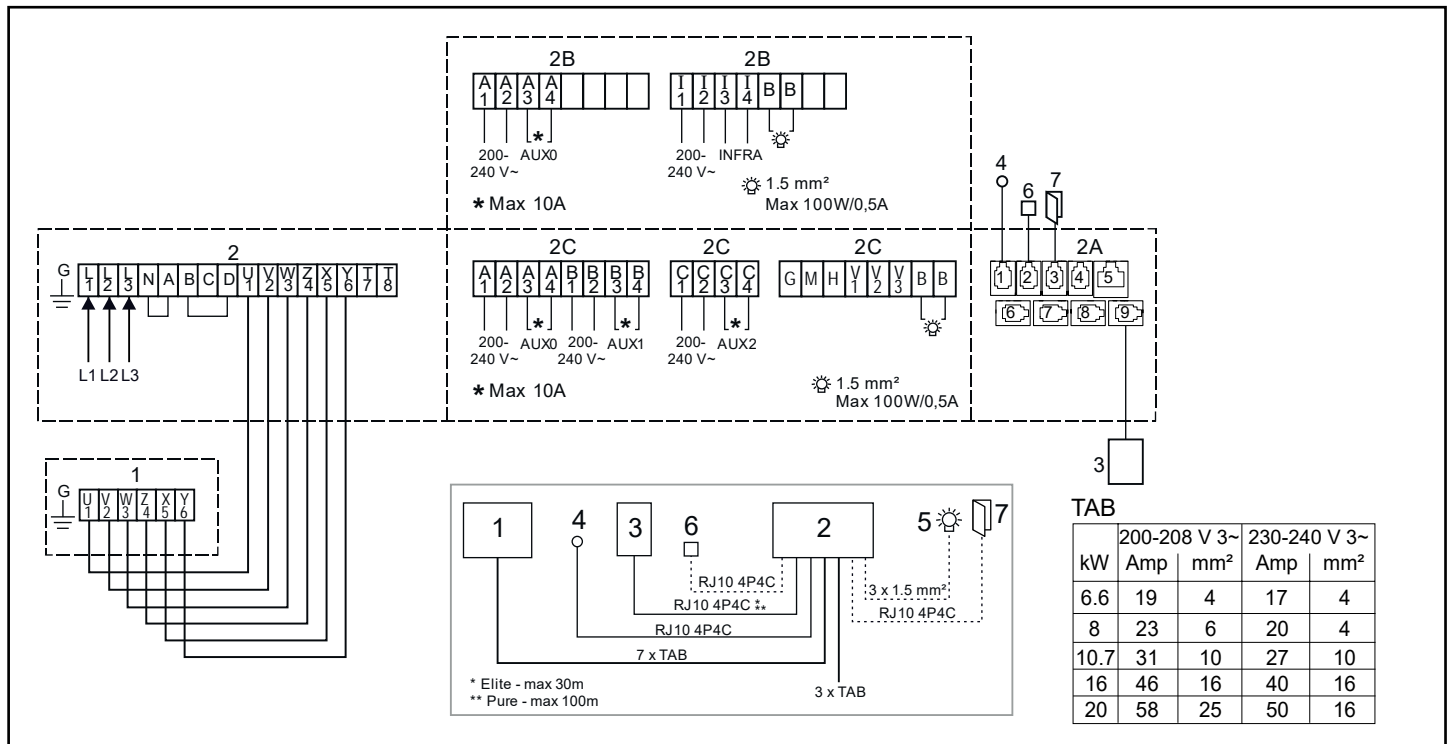 2B
A1 A2 A3 A4
200-240 V~ AUX0
* Max 10A
2B
I1 I2 I3 I4 B B
200-240 V~ INFRA
1.5 mm²
Max 100W/0,5A
2
G L1 L2 L3 N A B C D U1 V2 W3 Z4 X5 Y6 T7 T8
L1 L2 L3
2C
A1 A2 A3 A4 B1 B2 B3 B4
200-240 V~ AUX0 200-240 V~ AUX1
* Max 10A
2C
C1 C2 C3 C4
200-240 V~ AUX2
2C
G M H V1 V2 V3 B B
1.5 mm²
Max 100W/0,5A
4 6 7
2A
1 2 3 4 5
6 7 8 9
3
1
G U1 V2 W3 Z4 X5 Y6
1 4 3 6 2 5 7
RJ10 4P4C
3 x 1.5 mm²
RJ10 4P4C **
RJ10 4P4C
RJ10 4P4C
7 x TAB
3 x TAB
* Elite - max 30m
** Pure - max 100m
TAB
200-208 V 3~ 230-240 V 3~
kW Amp mm² Amp mm²
6.6 19 4 17 4
8 23 6 20 4
10.7 31 10 27 10
16 46 16 40 16
20 58 25 50 16